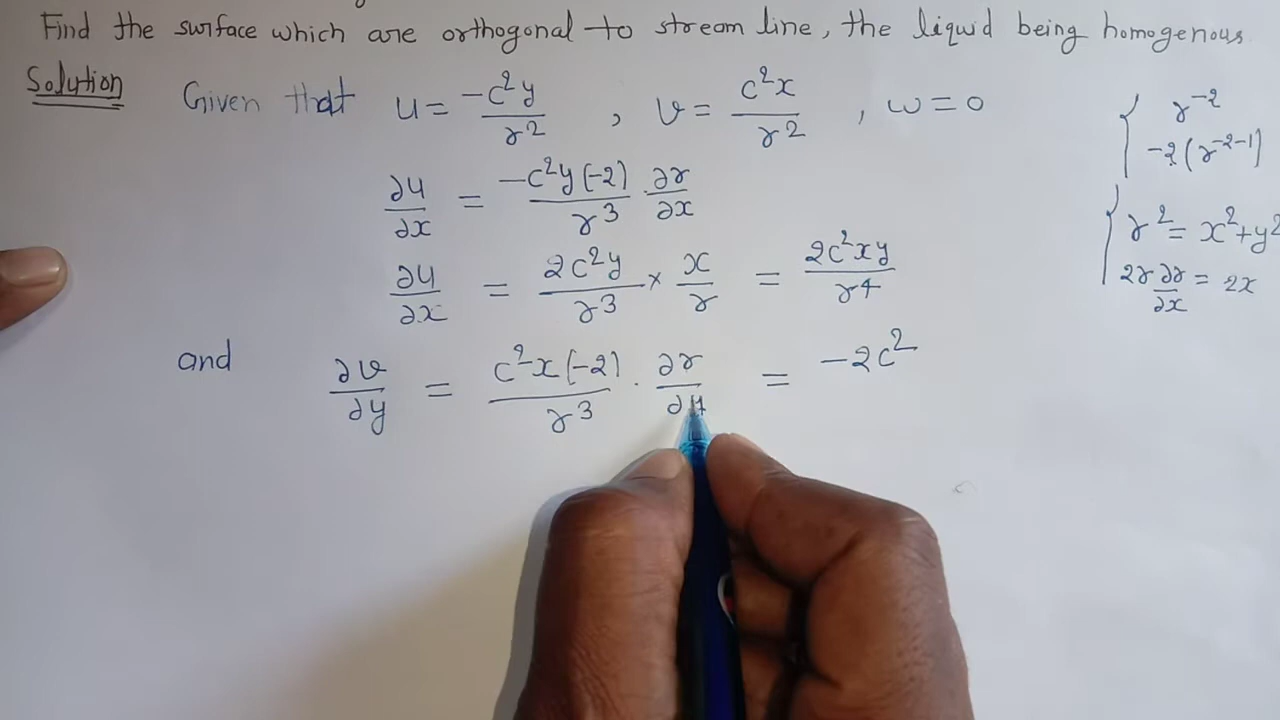 Find the surface which are orthogonal to stream line, the liquid being homogenous
Solution Given that u = -c²y/r² , v = c²x/r² , w = 0
∂u/∂x = -c²y(-2)/r³ · ∂r/∂x
∂u/∂x = 2c²y/r³ × x/r = 2c²xy/r⁴
and ∂v/∂y = c²x(-2)/r³ · ∂r/∂y = -2c²
r⁻²
-2(r⁻²⁻¹)
r² = x²+y²
2r ∂r/∂x = 2x